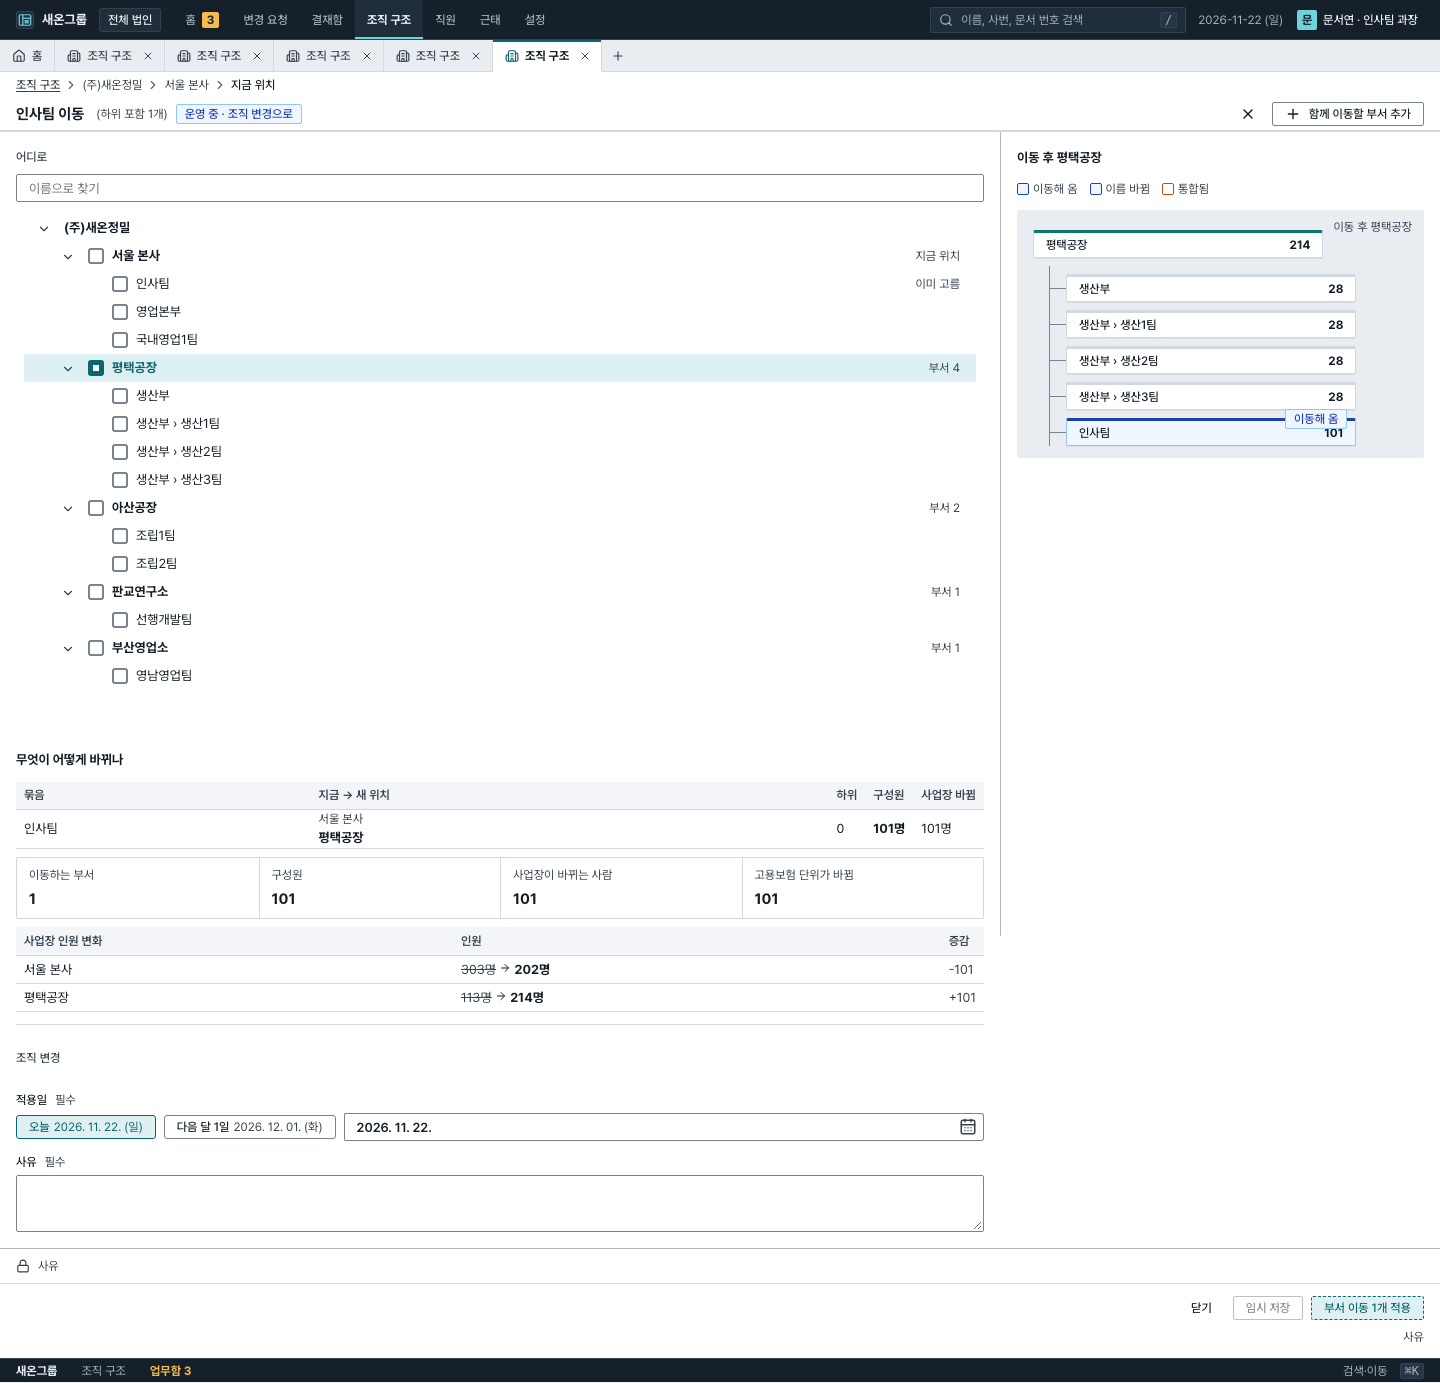 새온그룹 전체 법인 홈 3 변경 요청 결재함 조직 구조 직원 근태 설정 이름, 사번, 문서 번호 검색 / 2026-11-22 (일) 문 문서연 · 인사팀 과장
홈 조직 구조 조직 구조 조직 구조 조직 구조 조직 구조
조직 구조 (주)새온정밀 서울 본사 지금 위치
인사팀 이동 (하위 포함 1개) 운영 중 · 조직 변경으로 함께 이동할 부서 추가
어디로
이름으로 찾기
(주)새온정밀
서울 본사 지금 위치
인사팀 이미 고름
영업본부
국내영업1팀
평택공장 부서 4
생산부
생산부 › 생산1팀
생산부 › 생산2팀
생산부 › 생산3팀
아산공장 부서 2
조립1팀
조립2팀
판교연구소 부서 1
선행개발팀
부산영업소 부서 1
영남영업팀
무엇이 어떻게 바뀌나
묶음 지금 → 새 위치 하위 구성원 사업장 바뀜
인사팀 서울 본사 0 101명 101명
평택공장
이동하는 부서 구성원 사업장이 바뀌는 사람 고용보험 단위가 바뀜
1 101 101 101
사업장 인원 변화 인원 증감
서울 본사 303명 → 202명 -101
평택공장 113명 → 214명 +101
조직 변경
적용일 필수
오늘 2026. 11. 22. (일) 다음 달 1일 2026. 12. 01. (화) 2026. 11. 22.
사유 필수
이동 후 평택공장
이동해 옴 이름 바뀜 통합됨
이동 후 평택공장
평택공장 214
생산부 28
생산부 › 생산1팀 28
생산부 › 생산2팀 28
생산부 › 생산3팀 28
이동해 옴
인사팀 101
사유
닫기 임시 저장 부서 이동 1개 적용
사유
새온그룹 조직 구조 업무함 3 검색·이동 ⌘K